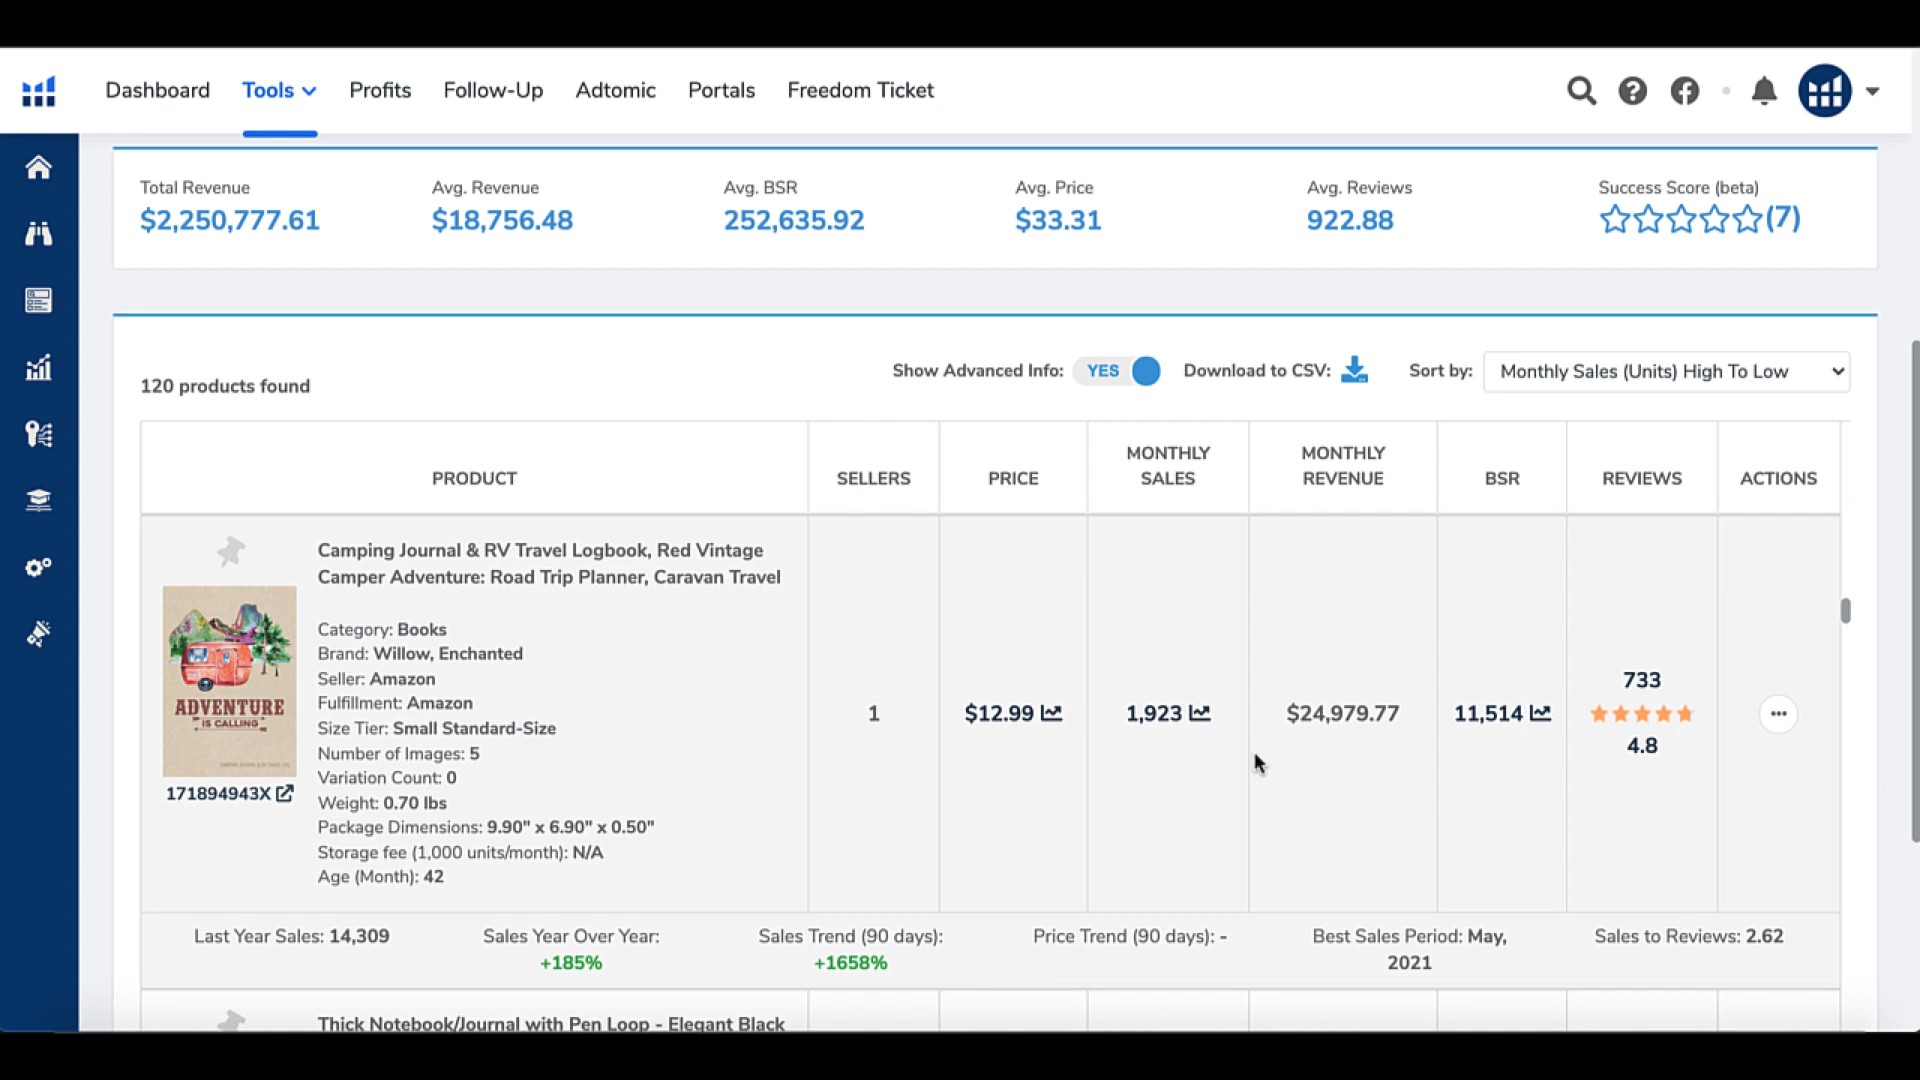 Dashboard Tools Profits Follow-Up Adtomic Portals Freedom Ticket
Total Revenue Avg. Revenue Avg. BSR Avg. Price Avg. Reviews Success Score (beta)
$2,250,777.61 $18,756.48 252,635.92 $33.31 922.88 (7)
120 products found
Show Advanced Info: YES Download to CSV: Sort by: Monthly Sales (Units) High To Low
PRODUCT SELLERS PRICE MONTHLY SALES MONTHLY REVENUE BSR REVIEWS ACTIONS
Camping Journal & RV Travel Logbook, Red Vintage
Camper Adventure: Road Trip Planner, Caravan Travel
ADVENTURE
IS CALLING
171894943X
Category: Books
Brand: Willow, Enchanted
Seller: Amazon
Fulfillment: Amazon
Size Tier: Small Standard-Size
Number of Images: 5
Variation Count: 0
Weight: 0.70 lbs
Package Dimensions: 9.90" x 6.90" x 0.50"
Storage fee (1,000 units/month): N/A
Age (Month): 42
1 $12.99 1,923 $24,979.77 11,514
733
4.8
Last Year Sales: 14,309
Sales Year Over Year:
+185%
Sales Trend (90 days):
+1658%
Price Trend (90 days): -
Best Sales Period: May,
2021
Sales to Reviews: 2.62
Thick Notebook/Journal with Pen Loop - Elegant Black